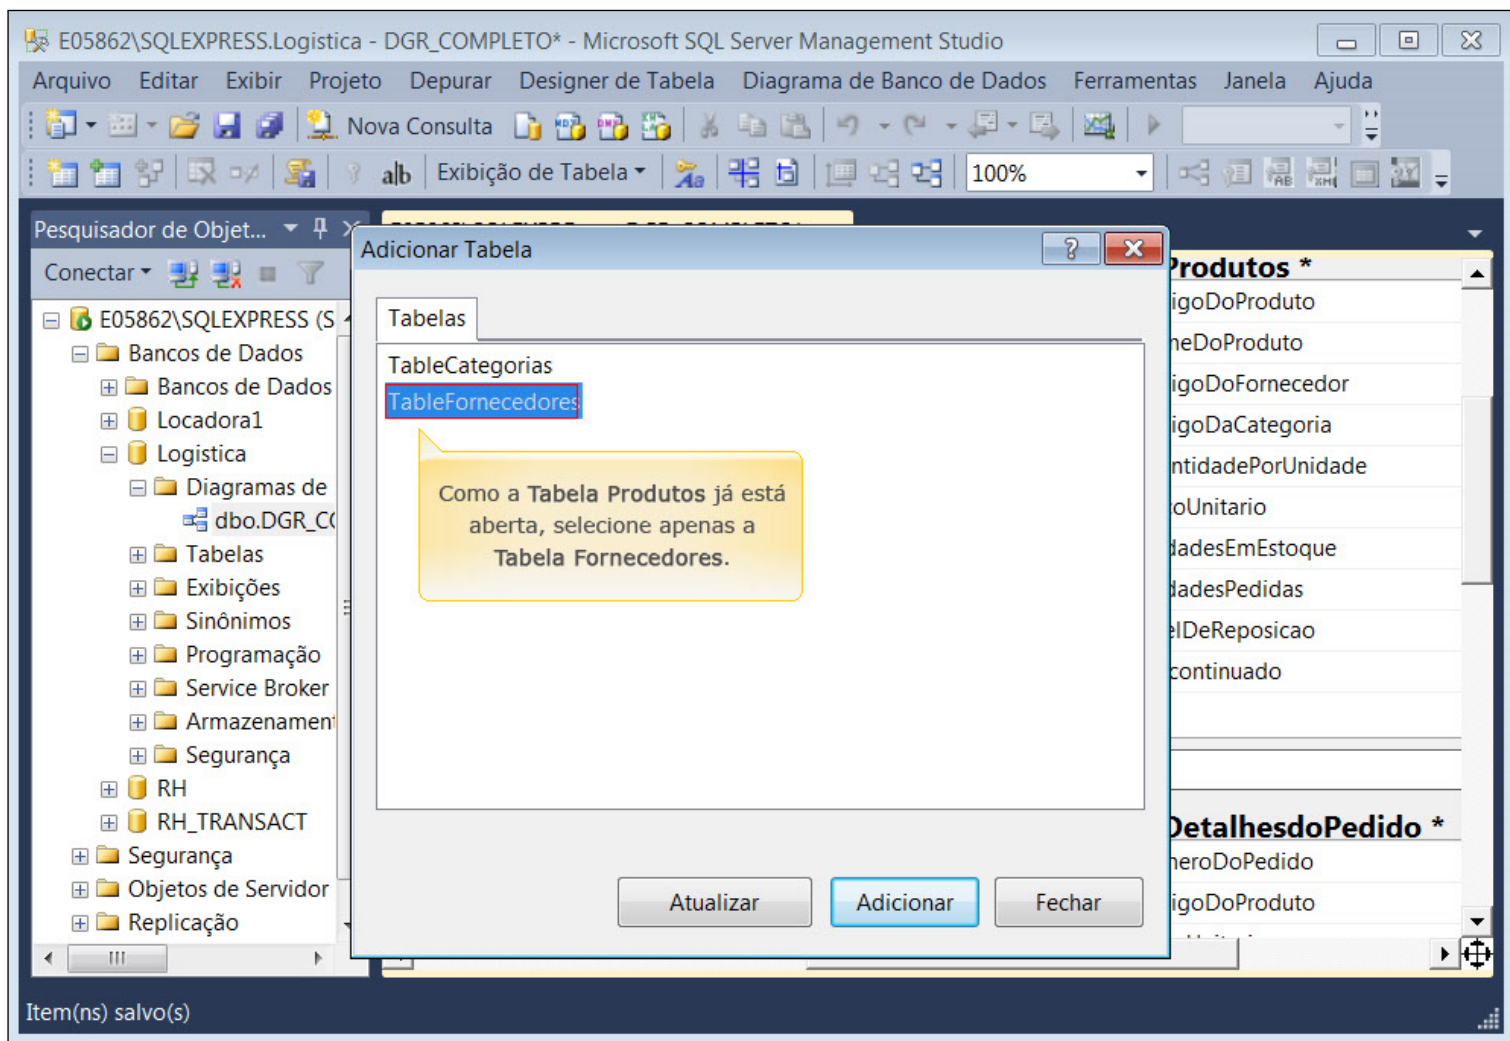 E05862\SQLEXPRESS.Logistica - DGR_COMPLETO* - Microsoft SQL Server Management Studio
Arquivo Editar Exibir Projeto Depurar Designer de Tabela Diagrama de Banco de Dados Ferramentas Janela Ajuda
Nova Consulta
Exibição de Tabela 100%
Pesquisador de Objet...
Conectar
E05862\SQLEXPRESS (S
Bancos de Dados
Bancos de Dados
Locadora1
Logistica
Diagramas de
dbo.DGR_C
Tabelas
Exibições
Sinônimos
Programação
Service Broker
Armazenament
Segurança
RH
RH_TRANSACT
Segurança
Objetos de Servidor
Replicação
Adicionar Tabela
Tabelas
TableCategorias
TableFornecedores
Como a Tabela Produtos já está
aberta, selecione apenas a
Tabela Fornecedores.
Atualizar Adicionar Fechar
Produtos *
igoDoProduto
meDoProduto
igoDoFornecedor
igoDaCategoria
ntidadePorUnidade
oUnitario
dadesEmEstoque
dadesPedidas
elDeReposicao
continuado
DetalhesdoPedido *
neroDoPedido
igoDoProduto
Item(ns) salvo(s)